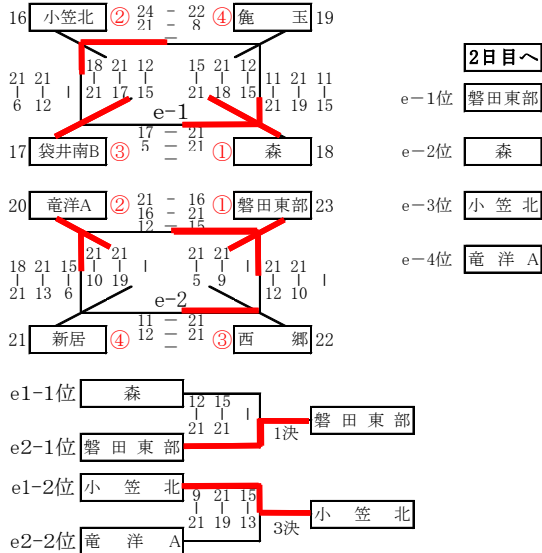 16 小笠北 ② 24 － 22 ④ 亀 玉 19
21 － 8
－
18 21 12 15 21 12
21 21 | | | | | | 11 21 11
| | | 21 17 15 21 18 15 | | |
6 12 21 19 15
e-1
17 － 21
17 袋井南B ③ 5 － 21 ① 森 18
－
2日目へ
e－1位 磐田東部
e－2位 森
e－3位 小 笠 北
e－4位 竜 洋 A
20 竜洋A ② 21 － 16 ① 磐田東部 23
16 － 21
12 － 15
21 21 21 21
18 21 15 | | | | | | 21 21
| | | 10 19 5 9 | | |
21 13 6 12 10
e-2
11 － 21
21 新居 ④ 12 － 21 ③ 西 郷 22
－
e1-1位 森
12 15
| | |
21 21
1決 磐 田 東 部
e2-1位 磐 田 東 部
e1-2位 小 笠 北
9 21 15
| | |
21 19 13
3決 小 笠 北
e2-2位 竜 洋 A